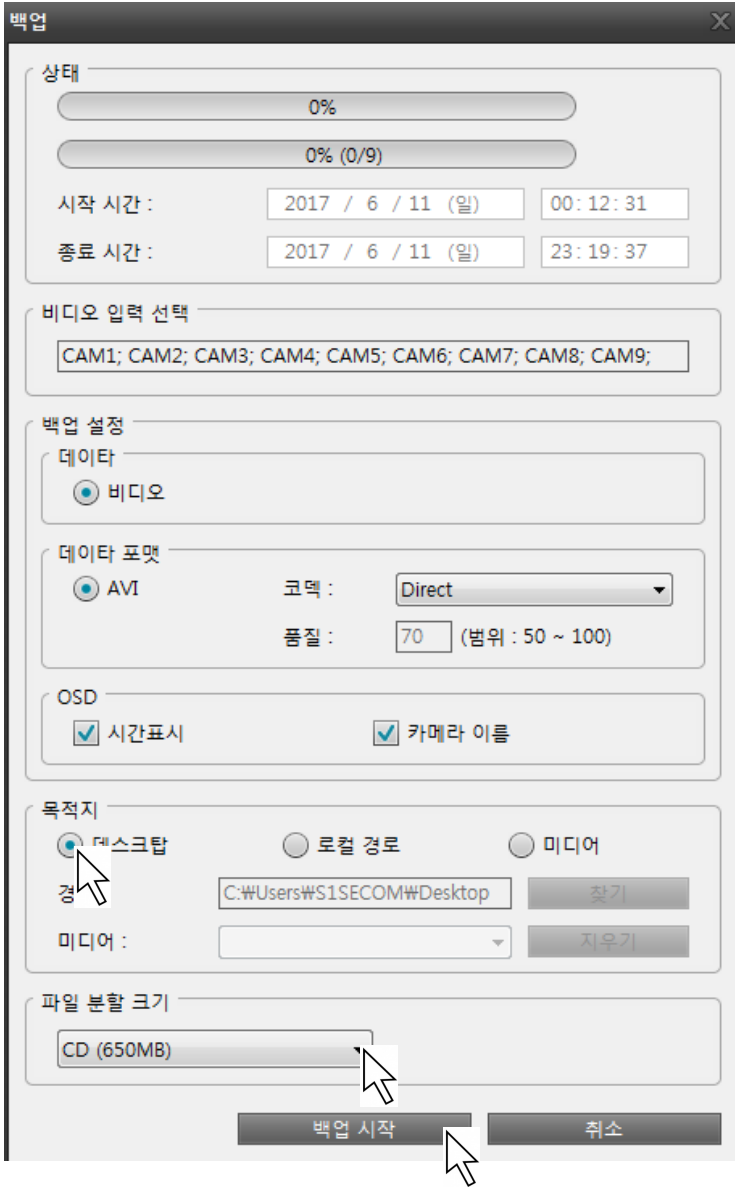 백업
상태
0%
0% (0/9)
시작 시간 : 2017 / 6 / 11 (일) 00: 12: 31
종료 시간 : 2017 / 6 / 11 (일) 23: 19: 37
비디오 입력 선택
CAM1; CAM2; CAM3; CAM4; CAM5; CAM6; CAM7; CAM8; CAM9;
백업 설정
데이타
비디오
데이타 포맷
AVI 코덱 : Direct
품질 : 70 (범위 : 50 ~ 100)
OSD
시간표시 카메라 이름
목적지
데스크탑 로컬 경로 미디어
C:₩Users₩S1SECOM₩Desktop 찾기
미디어 : 지우기
파일 분할 크기
CD (650MB)
백업 시작 취소